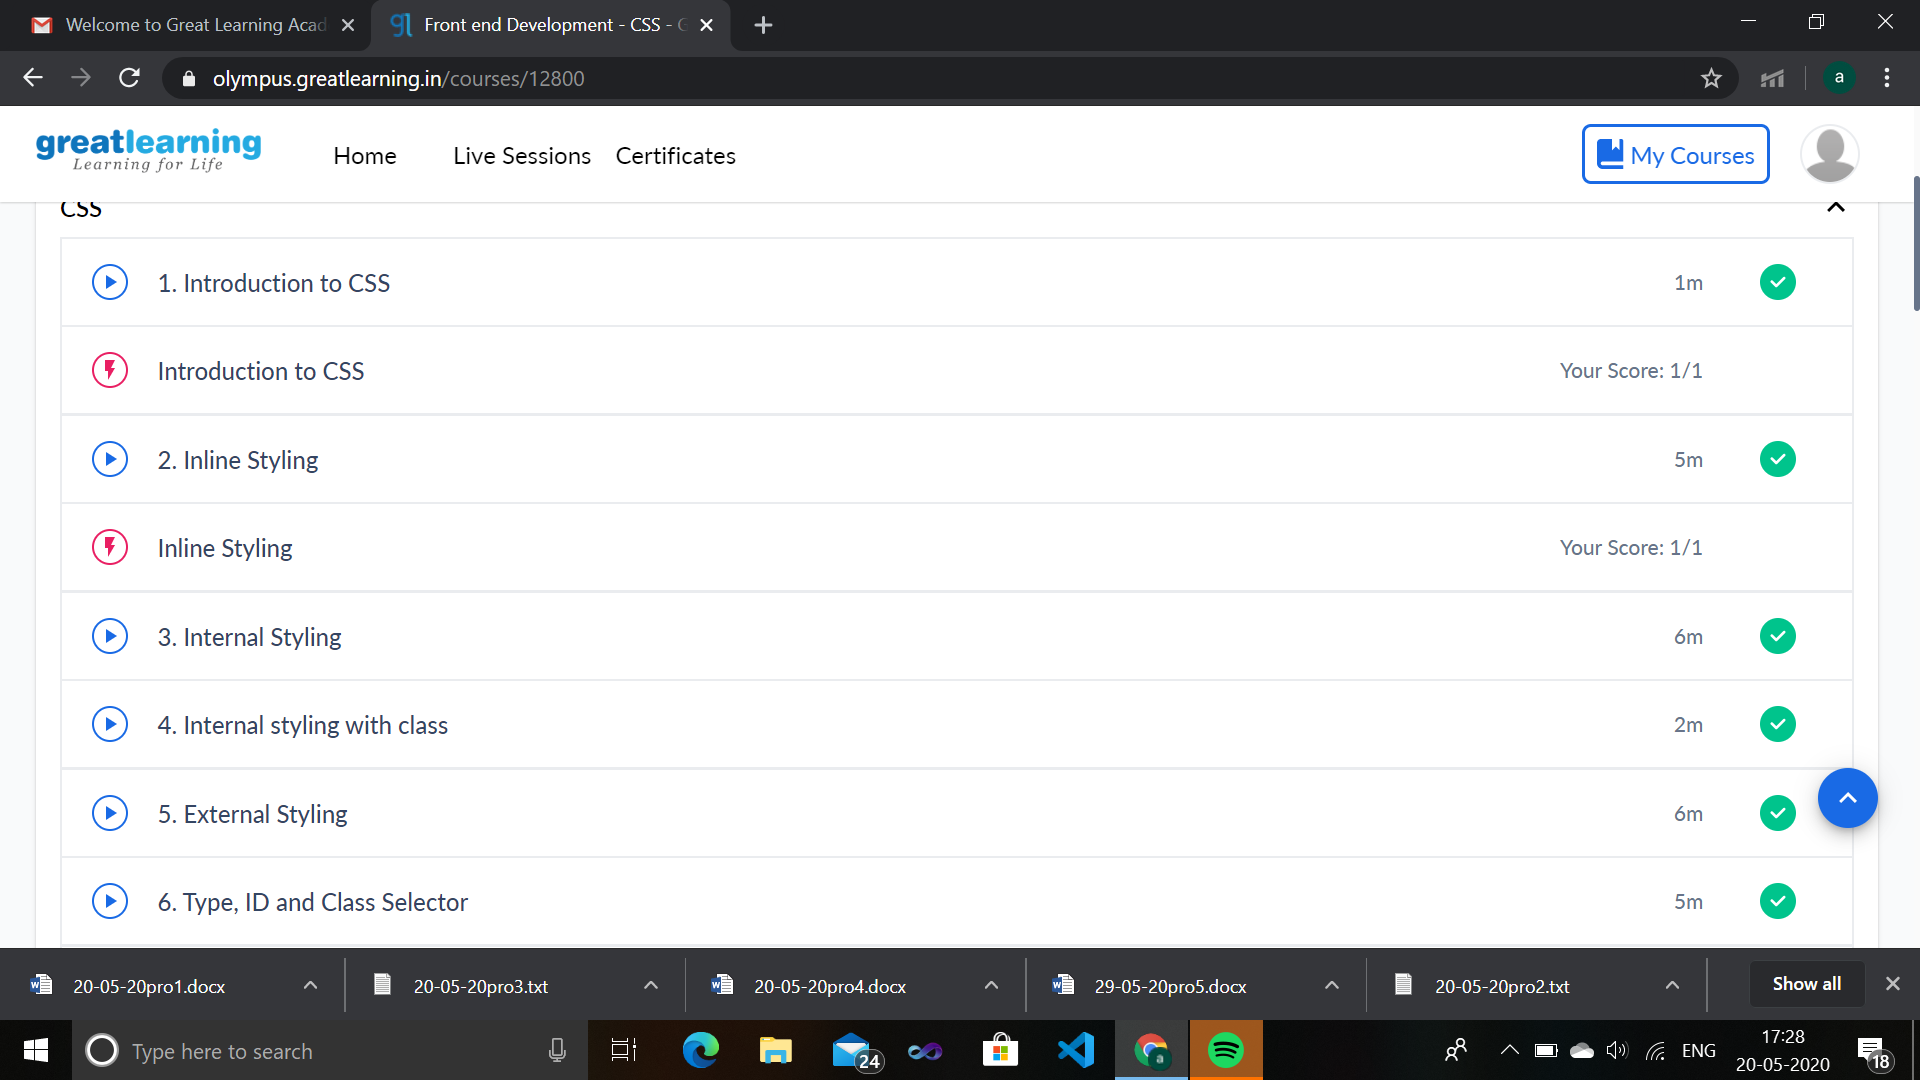 Welcome to Great Learning Acad
Front end Development - CSS - G
olympus.greatlearning.in/courses/12800
a
greatlearning
Learning for Life
Home
Live Sessions
Certificates
My Courses
CSS
1. Introduction to CSS
1m
Introduction to CSS
Your Score: 1/1
2. Inline Styling
5m
Inline Styling
Your Score: 1/1
3. Internal Styling
6m
4. Internal styling with class
2m
5. External Styling
6m
6. Type, ID and Class Selector
5m
20-05-20pro1.docx
20-05-20pro3.txt
20-05-20pro4.docx
29-05-20pro5.docx
20-05-20pro2.txt
Show all
Type here to search
24
a
ENG
17:28
20-05-2020
18